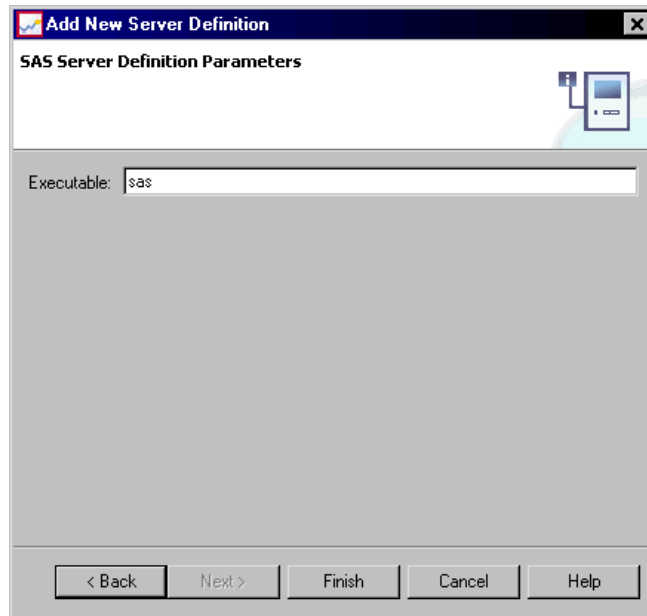 Add New Server Definition
SAS Server Definition Parameters
Executable: sas
< Back Next > Finish Cancel Help